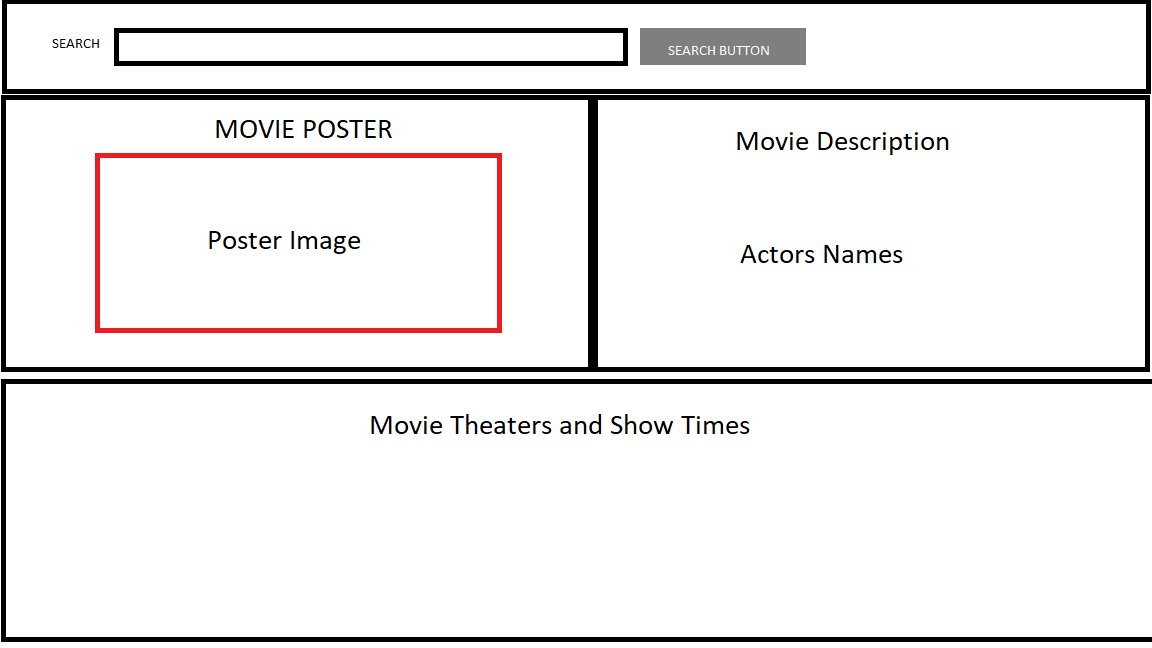 SEARCH
SEARCH BUTTON
MOVIE POSTER
Poster Image
Movie Description
Actors Names
Movie Theaters and Show Times